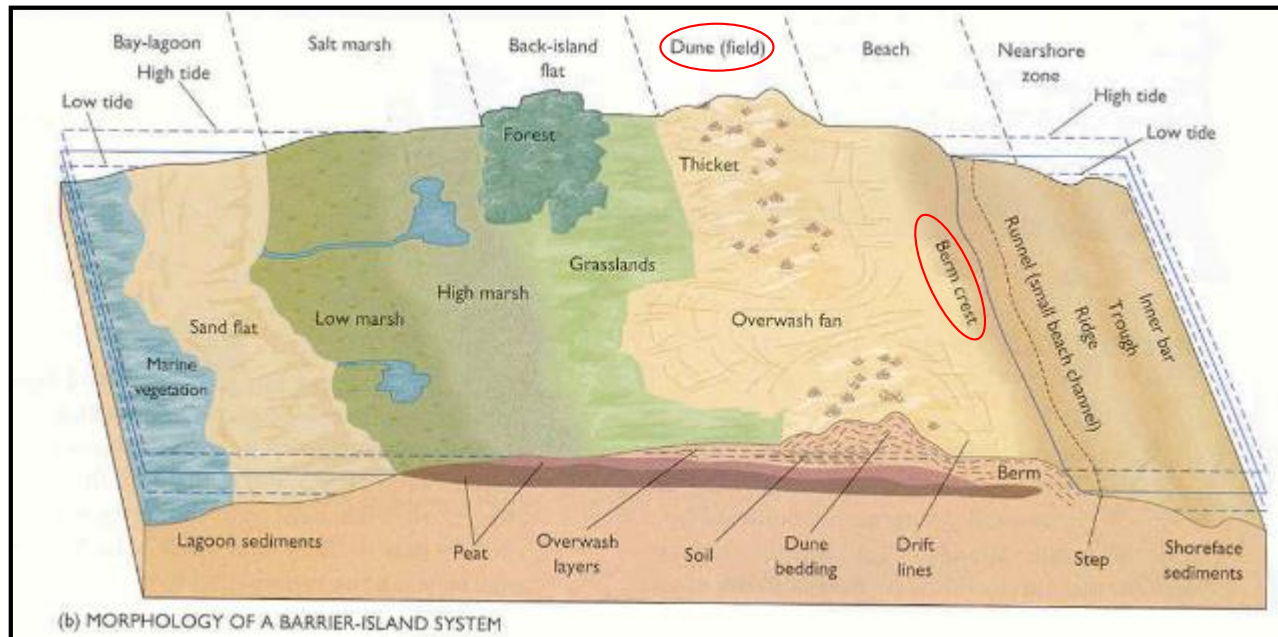 Bay-lagoon
Salt marsh
Back-island
flat
Dune (field)
Beach
Nearshore
zone
High tide
Low tide
High tide
Low tide
Forest
Thicket
Grasslands
High marsh
Low marsh
Sand flat
Marine
vegetation
Overwash fan
Berm crest
Runnel (small beach channel)
Ridge
Trough
Inner bar
Berm
Lagoon sediments
Peat
Overwash
layers
Soil
Dune
bedding
Drift
lines
Step
Shoreface
sediments
(b) MORPHOLOGY OF A BARRIER-ISLAND SYSTEM